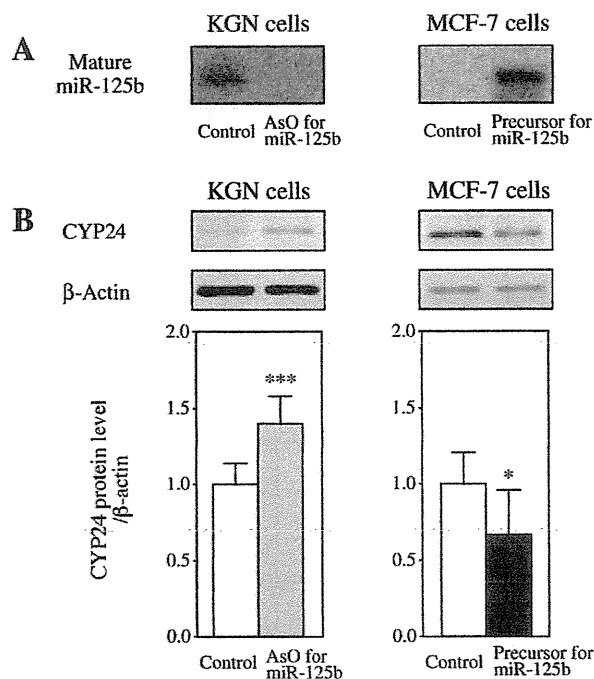 A
KGN cells
MCF-7 cells
Mature
miR-125b
Control
AsO for
miR-125b
Control
Precursor for
miR-125b
B
KGN cells
MCF-7 cells
CYP24
β-Actin
CYP24 protein level
/β-actin
2.0
1.5
1.0
0.5
0.0
***
Control
AsO for
miR-125b
2.0
1.5
1.0
0.5
0.0
*
Control
Precursor for
miR-125b